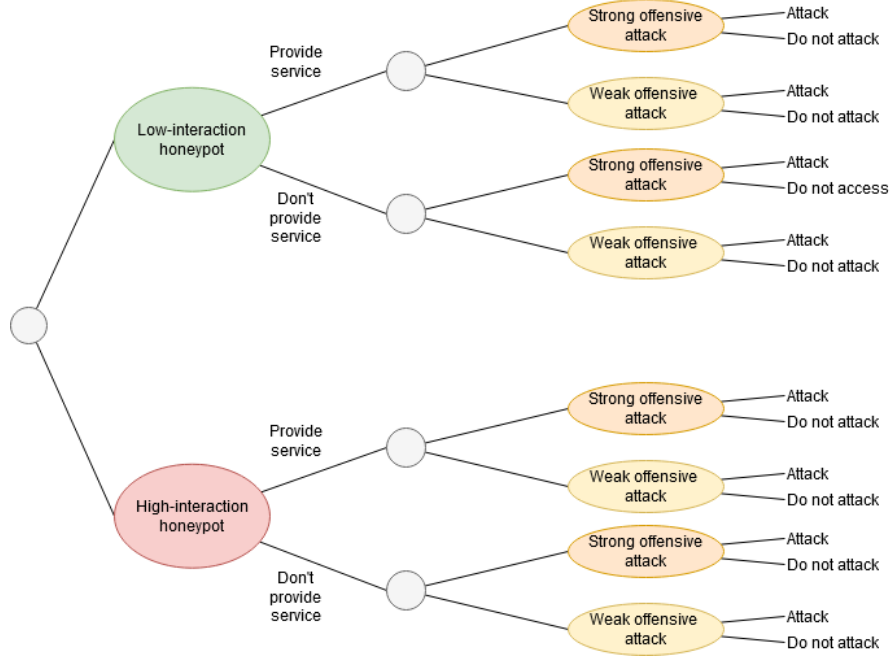 Strong offensive
attack
Attack
Do not attack
Provide
service
Weak offensive
attack
Attack
Do not attack
Low-interaction
honeypot
Strong offensive
attack
Attack
Do not access
Don't
provide
service
Weak offensive
attack
Attack
Do not attack
Strong offensive
attack
Attack
Do not attack
Provide
service
Weak offensive
attack
Attack
Do not attack
High-interaction
honeypot
Strong offensive
attack
Attack
Do not attack
Don't
provide
service
Weak offensive
attack
Attack
Do not attack